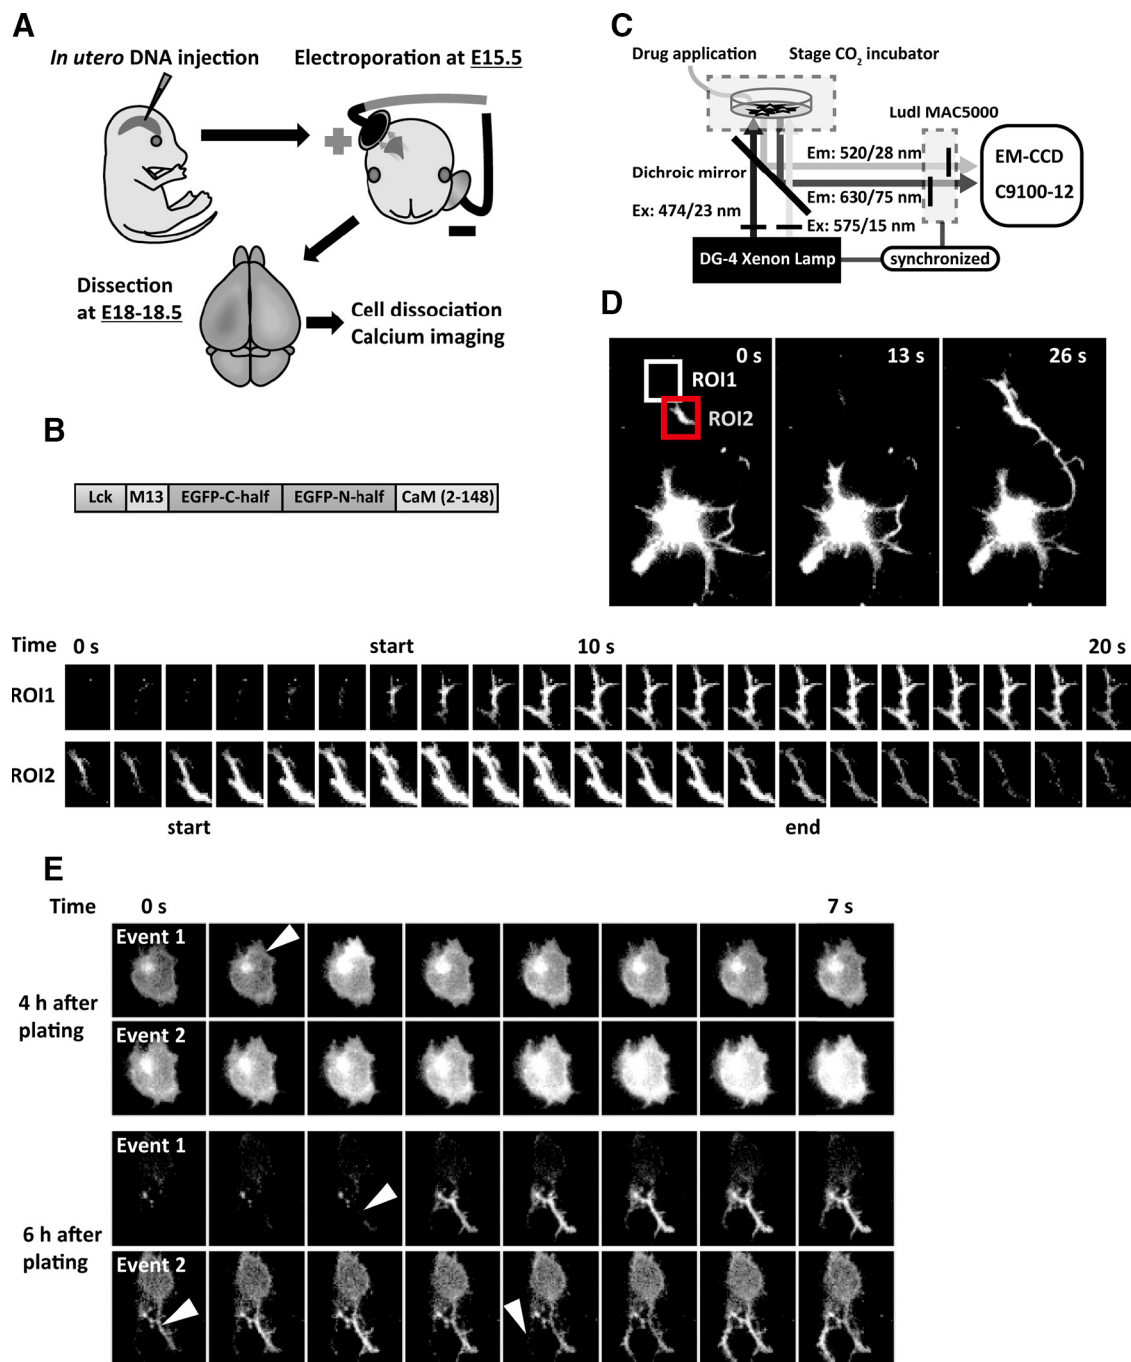 A
In utero DNA injection
Electroporation at E15.5
Dissection
at E18-18.5
Cell dissociation
Calcium imaging
B
Lck M13 EGFP-C-half EGFP-N-half CaM (2-148)
C
Drug application
Stage CO2 incubator
Ludl MAC5000
Em: 520/28 nm
EM-CCD
C9100-12
Dichroic mirror
Em: 630/75 nm
Ex: 474/23 nm
Ex: 575/15 nm
DG-4 Xenon Lamp
synchronized
D
0 s 13 s 26 s
ROI1
ROI2
Time 0 s start 10 s 20 s
ROI1
ROI2
start end
E
Time 0 s 7 s
4 h after
plating
Event 1
Event 2
6 h after
plating
Event 1
Event 2